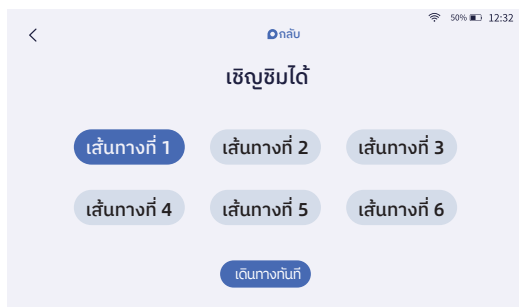 50% 12:32
กลับ
เชิญชิมได้
เส้นทางที่ 1 เส้นทางที่ 2 เส้นทางที่ 3
เส้นทางที่ 4 เส้นทางที่ 5 เส้นทางที่ 6
เดินทางทันที